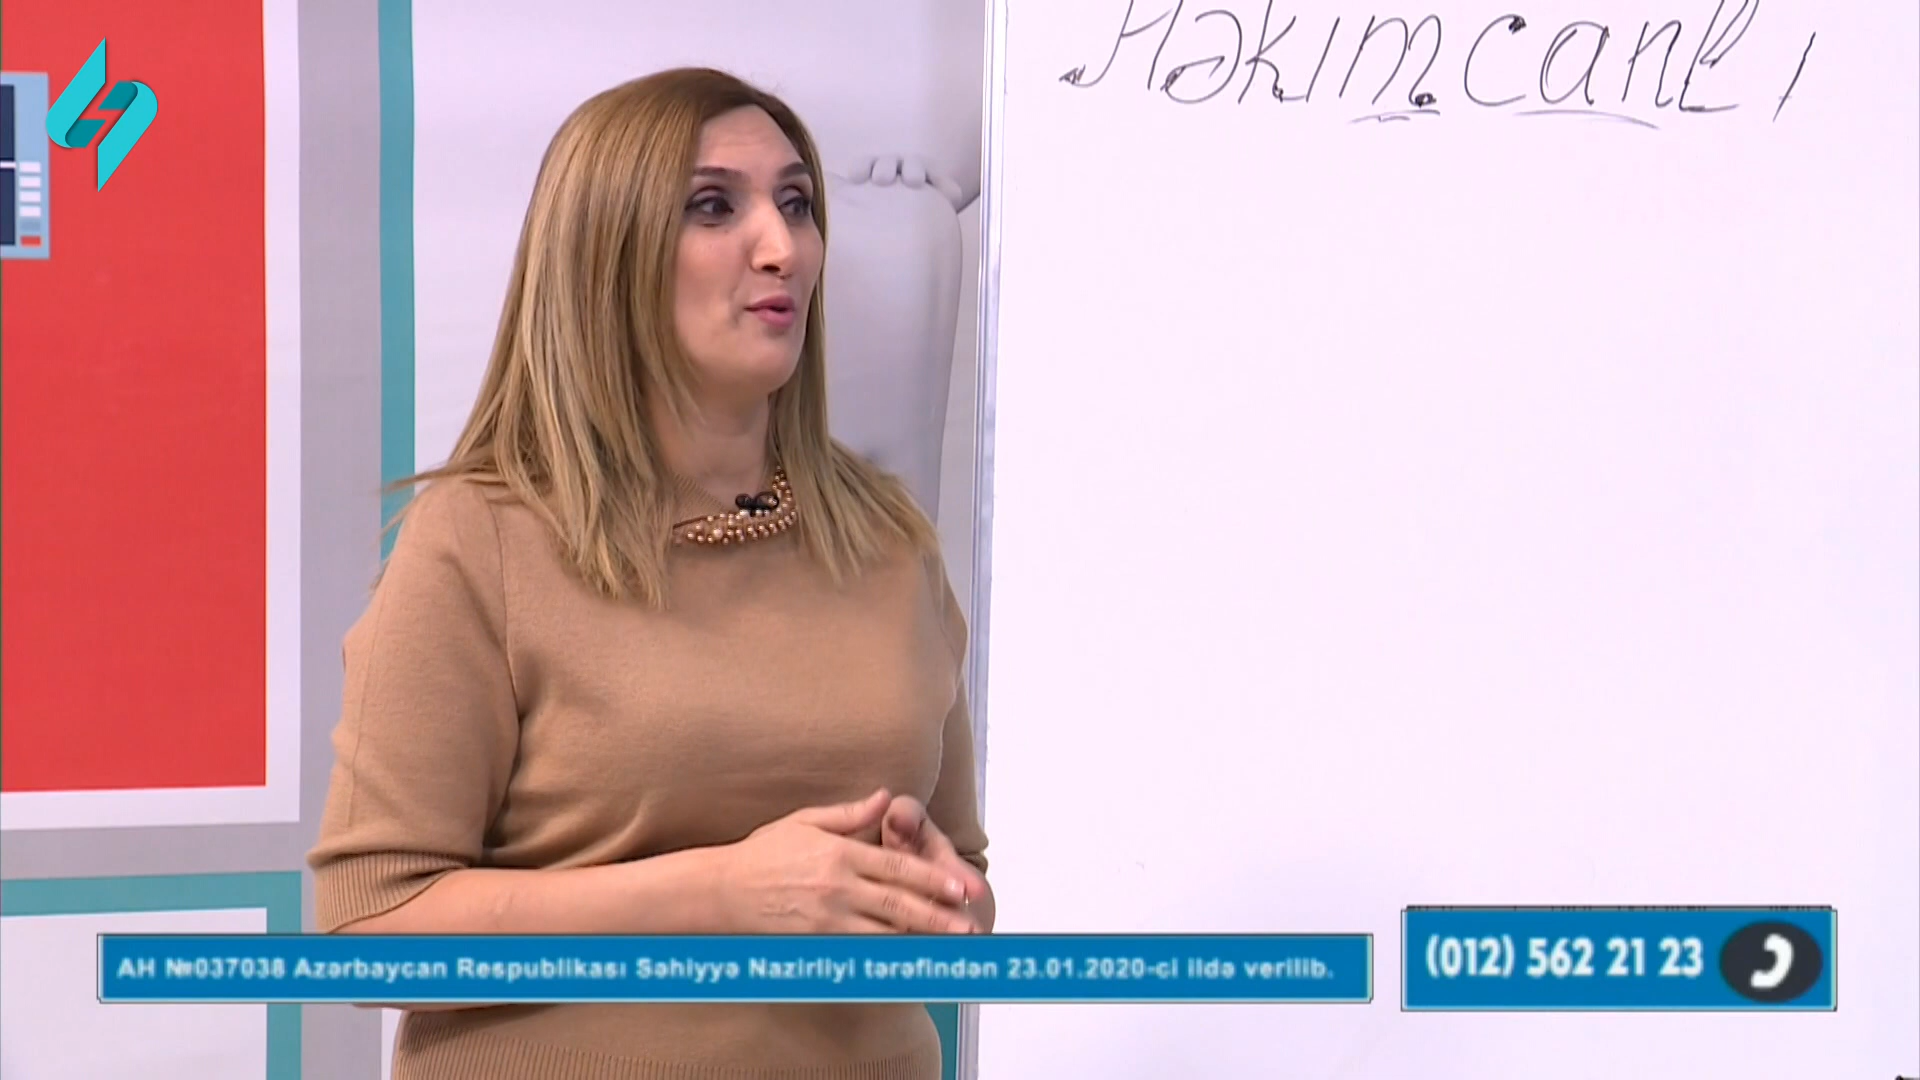 Həkimcanlı
AH №037038 Azərbaycan Respublikası Səhiyyə Nazirliyi tərəfindən 23.01.2020-ci ildə verilib.
(012) 562 21 23